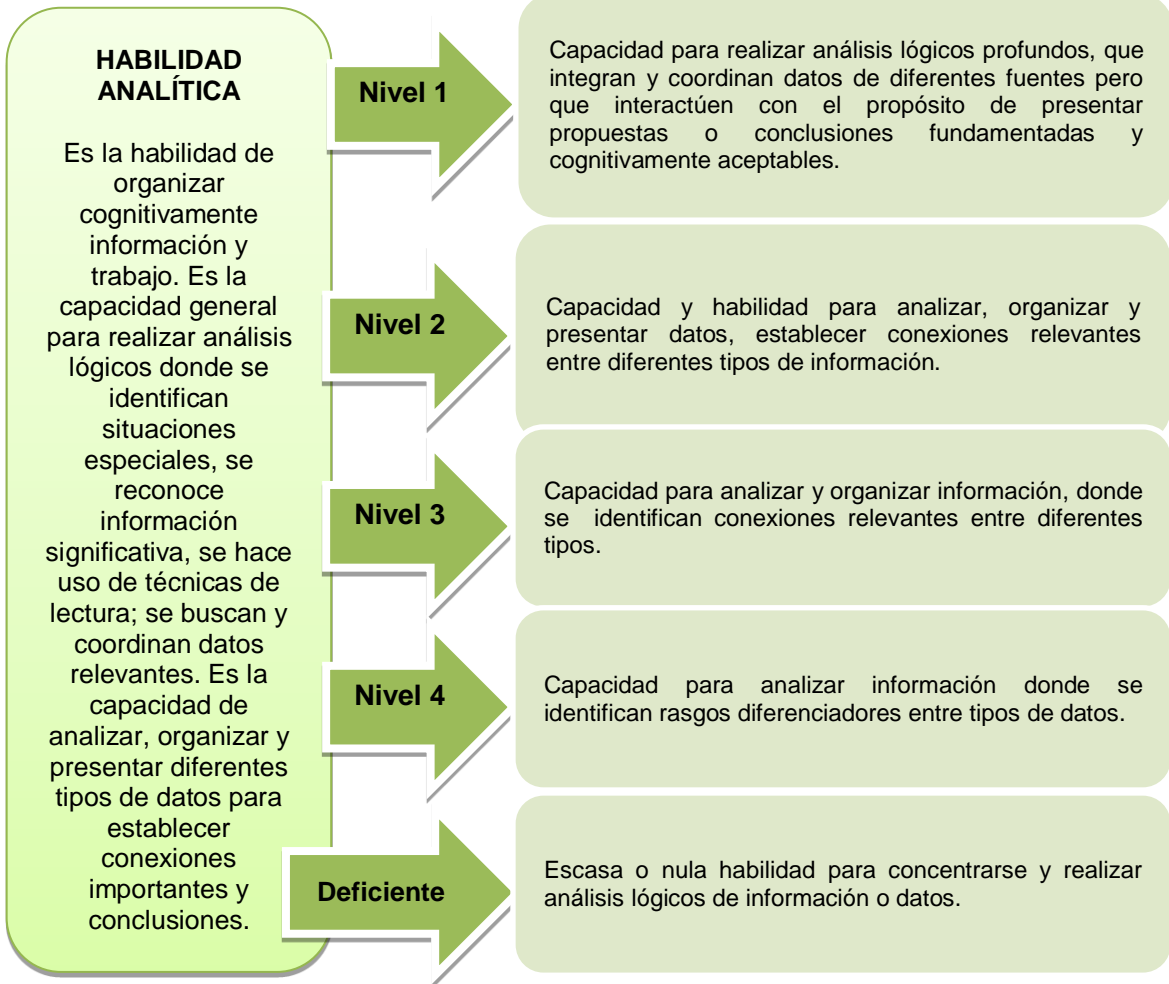 HABILIDAD
ANALÍTICA
Es la habilidad de
organizar
cognitivamente
información y
trabajo. Es la
capacidad general
para realizar análisis
lógicos donde se
identifican
situaciones
especiales, se
reconoce
información
significativa, se hace
uso de técnicas de
lectura; se buscan y
coordinan datos
relevantes. Es la
capacidad de
analizar, organizar y
presentar diferentes
tipos de datos para
establecer
conexiones
importantes y
conclusiones.
Nivel 1
Capacidad para realizar análisis lógicos profundos, que
integran y coordinan datos de diferentes fuentes pero
que interactúen con el propósito de presentar
propuestas o conclusiones fundamentadas y
cognitivamente aceptables.
Nivel 2
Capacidad y habilidad para analizar, organizar y
presentar datos, establecer conexiones relevantes
entre diferentes tipos de información.
Nivel 3
Capacidad para analizar y organizar información, donde
se identifican conexiones relevantes entre diferentes
tipos.
Nivel 4
Capacidad para analizar información donde se
identifican rasgos diferenciadores entre tipos de datos.
Deficiente
Escasa o nula habilidad para concentrarse y realizar
análisis lógicos de información o datos.